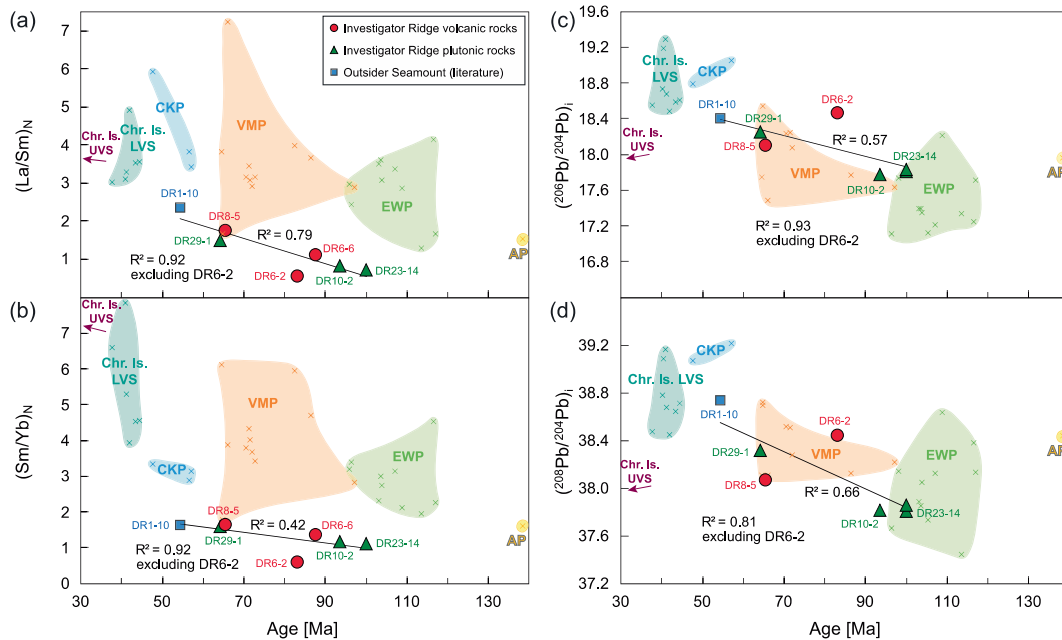 (a)
7
6
5
4
3
2
1
(La/Sm)N
Chr. Is.
UVS
Chr. Is.
LVS
CKP
VMP
EWP
AP
Investigator Ridge volcanic rocks
Investigator Ridge plutonic rocks
Outsider Seamount (literature)
DR1-10
DR8-5
DR29-1
R² = 0.79
DR6-6
R² = 0.92
excluding DR6-2
DR6-2
DR10-2
DR23-14
(b)
7
6
5
4
3
2
1
0
(Sm/Yb)N
Chr. Is.
UVS
Chr. Is.
LVS
CKP
VMP
EWP
AP
DR1-10
DR8-5
DR29-1
R² = 0.42
DR6-6
R² = 0.92
excluding DR6-2
DR6-2
DR10-2
DR23-14
30 50 70 90 110 130
Age [Ma]
(c)
19.6
19.2
18.8
18.4
18.0
17.6
17.2
16.8
(206Pb/204Pb)i
Chr. Is.
LVS
CKP
Chr. Is.
UVS
DR6-2
DR1-10
DR29-1
R² = 0.57
DR8-5
DR23-14
VMP
DR10-2
EWP
AP
R² = 0.93
excluding DR6-2
(d)
39.2
38.8
38.4
38.0
37.6
37.2
(208Pb/204Pb)i
CKP
Chr. Is. LVS
DR1-10
DR6-2
DR29-1
VMP
EWP
AP
Chr. Is.
UVS
DR8-5
R² = 0.66
DR10-2
DR23-14
R² = 0.81
excluding DR6-2
30 50 70 90 110 130
Age [Ma]